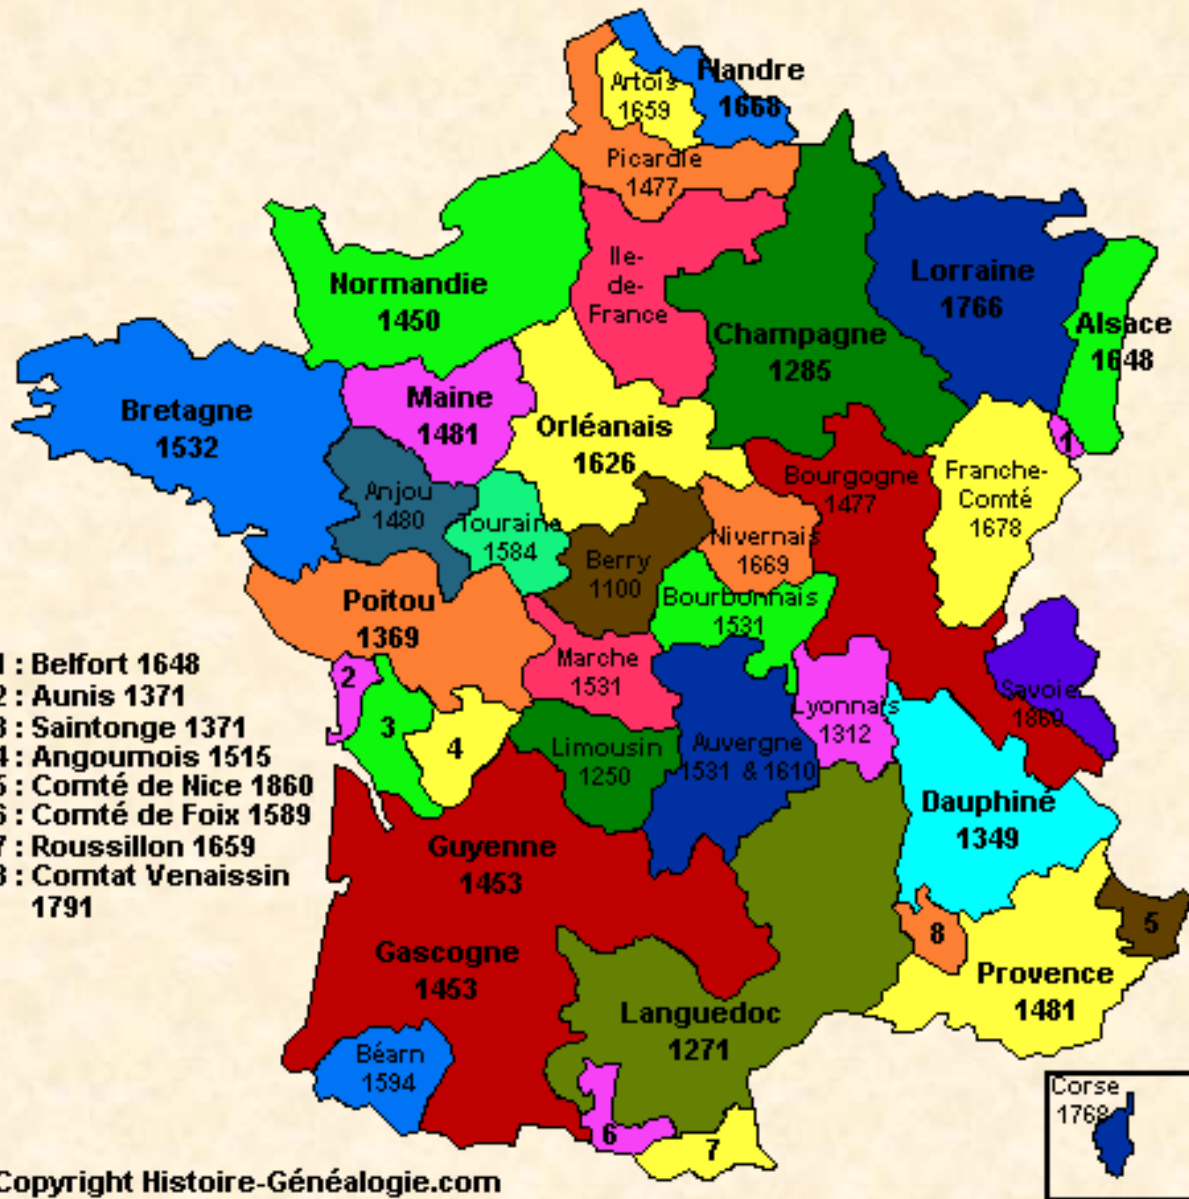 Flandre
1668
Artois
1659
Picardie
1477
Ile-
de-
France
Normandie
1450
Lorraine
1766
Champagne
1285
Alsace
1648
Bretagne
1532
Maine
1481
Orléanais
1626
1
Anjou
1480
Touraine
1584
Bourgogne
1477
Franche-
Comté
1678
Berry
1100
Nivernais
1669
Poitou
1369
Bourbonnais
1531
Marche
1531
2
3
4
Limousin
1250
Auvergne
1531 & 1610
Lyonnais
1312
Savoie
1860
Dauphiné
1349
Guyenne
1453
Gascogne
1453
Languedoc
1271
8
5
Provence
1481
Béarn
1594
6
7
Corse
1768
1 : Belfort 1648
2 : Aunis 1371
3 : Saintonge 1371
4 : Angoumois 1515
5 : Comté de Nice 1860
6 : Comté de Foix 1589
7 : Roussillon 1659
8 : Comtat Venaissin
1791
Copyright Histoire-Généalogie.com